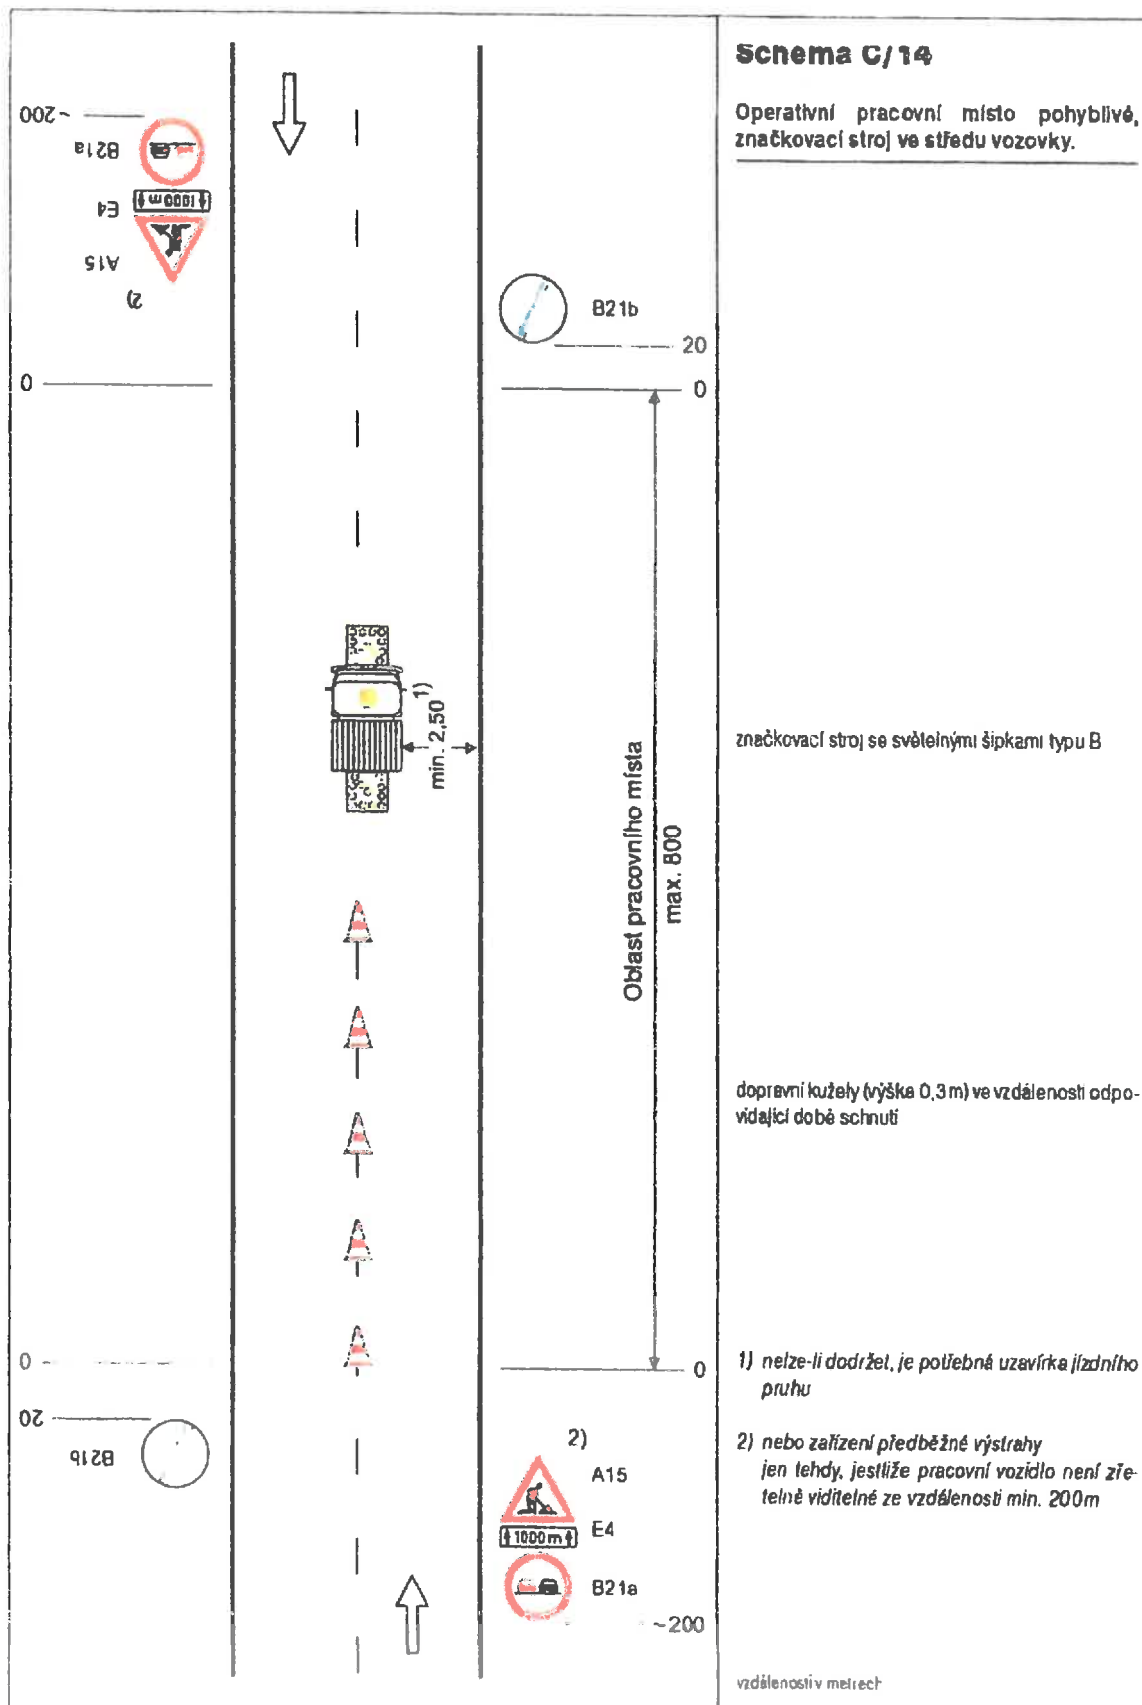 Schema C/14
Operativní pracovní místo pohyblivé,
značkovací stroj ve středu vozovky.
~200
B21a
1000 m
E4
A15
2)
0
B21b
20
0
min. 2,50 1)
Oblast pracovního místa
max. 800
značkovací stroj se světelnými šipkami typu B
dopravní kužely (výška 0,3 m) ve vzdálenosti odpo-
vídající době schnutí
0
20
B21b
0
1) nelze-li dodržet, je potřebná uzavírka jízdního
pruhu
2) nebo zařízení předběžné výstrahy
jen tehdy, jestliže pracovní vozidlo není zře-
telně viditelné ze vzdálenosti min. 200m
2)
A15
E4
1000 m
B21a
~200
vzdálenosti v metrech